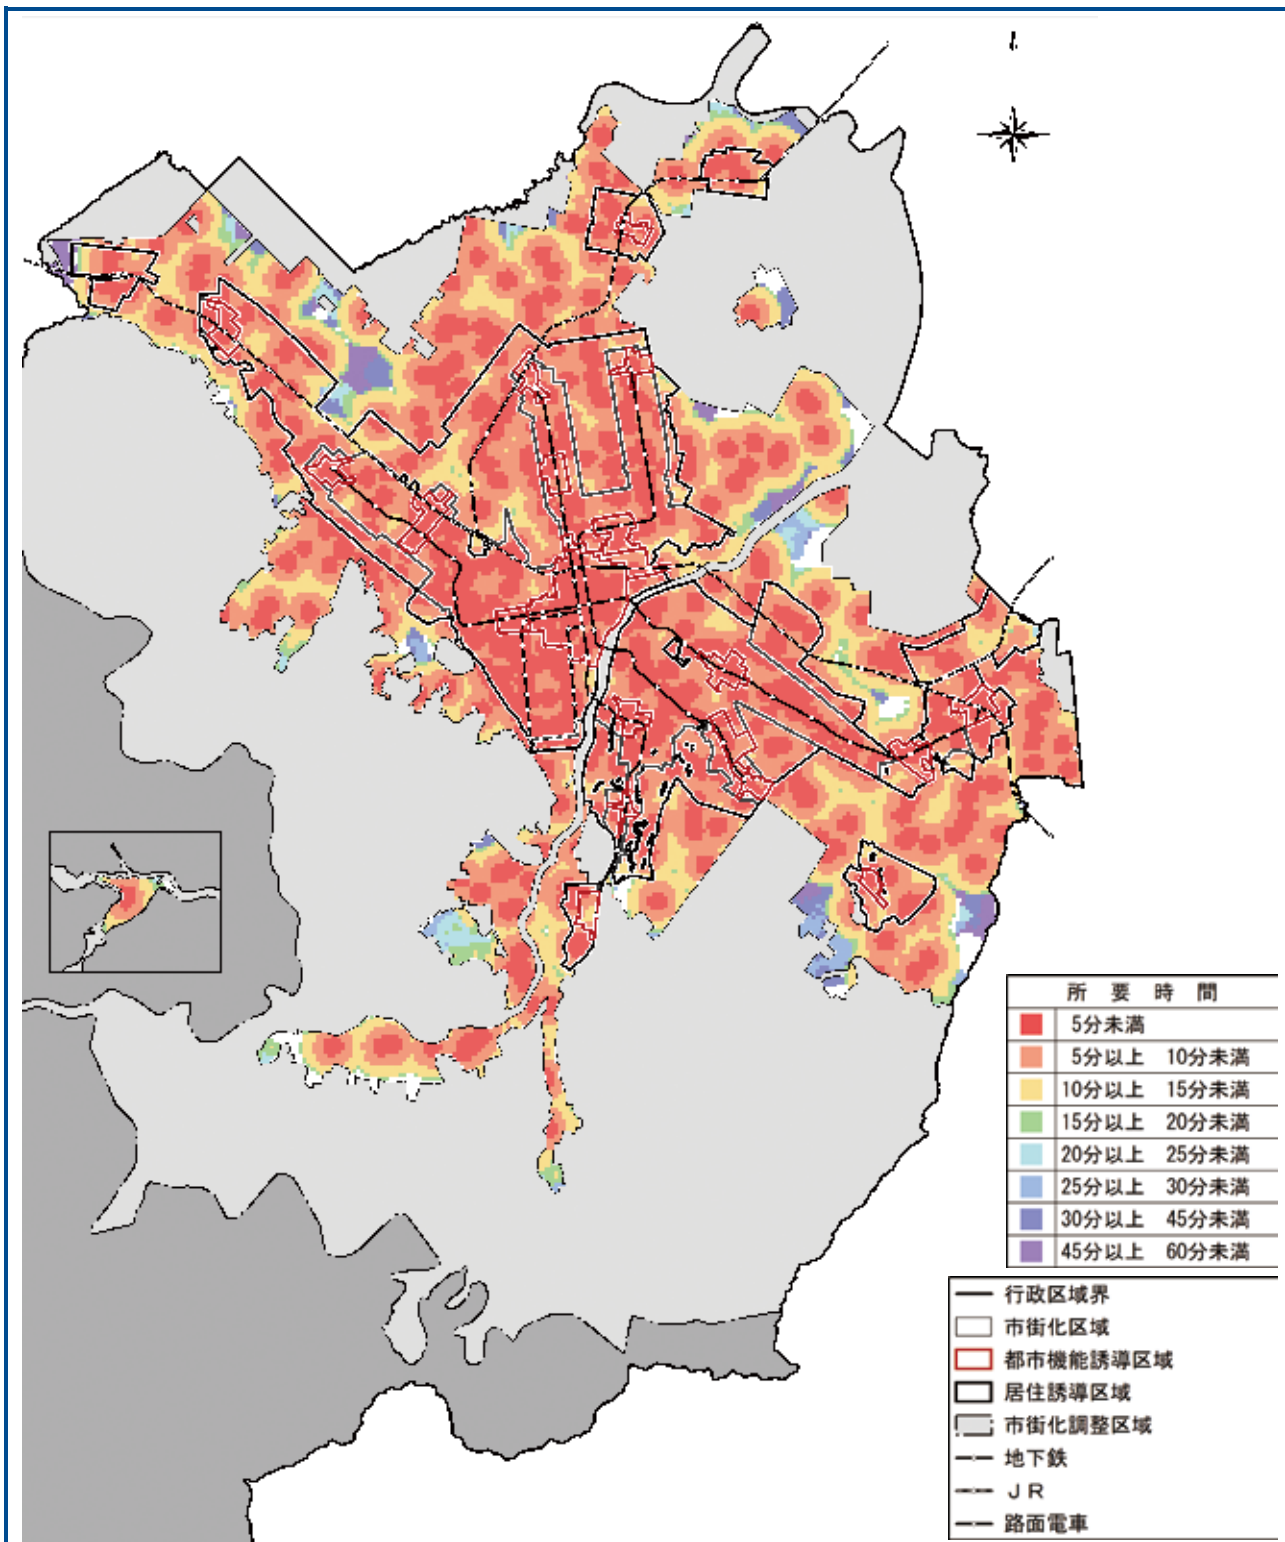 所要時間
5分未満
5分以上 10分未満
10分以上 15分未満
15分以上 20分未満
20分以上 25分未満
25分以上 30分未満
30分以上 45分未満
45分以上 60分未満
行政区域界
市街化区域
都市機能誘導区域
居住誘導区域
市街化調整区域
地下鉄
JR
路面電車